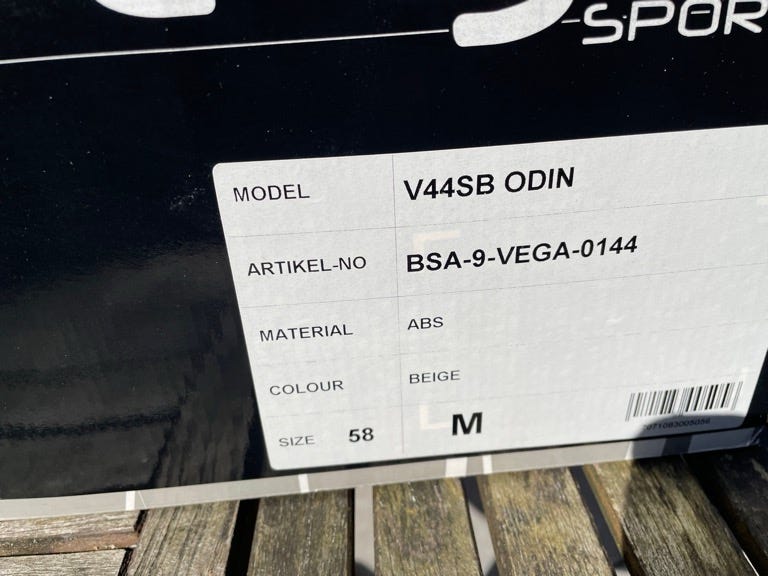 SPOR
MODEL V44SB ODIN
ARTIKEL-NO BSA-9-VEGA-0144
MATERIAL ABS
COLOUR BEIGE
SIZE 58 M